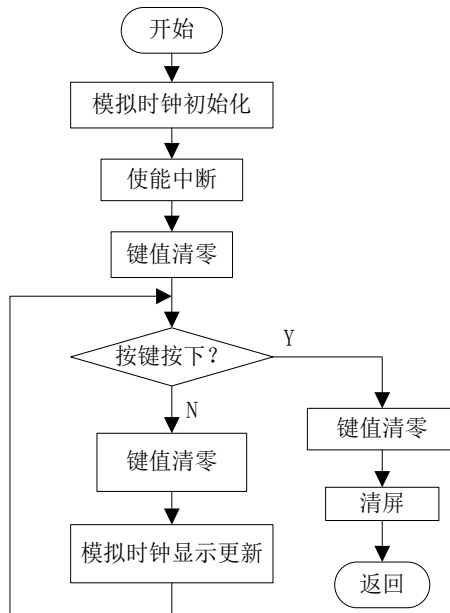 开始
模拟时钟初始化
使能中断
键值清零
按键按下？
Y
N
键值清零
键值清零
清屏
模拟时钟显示更新
返回